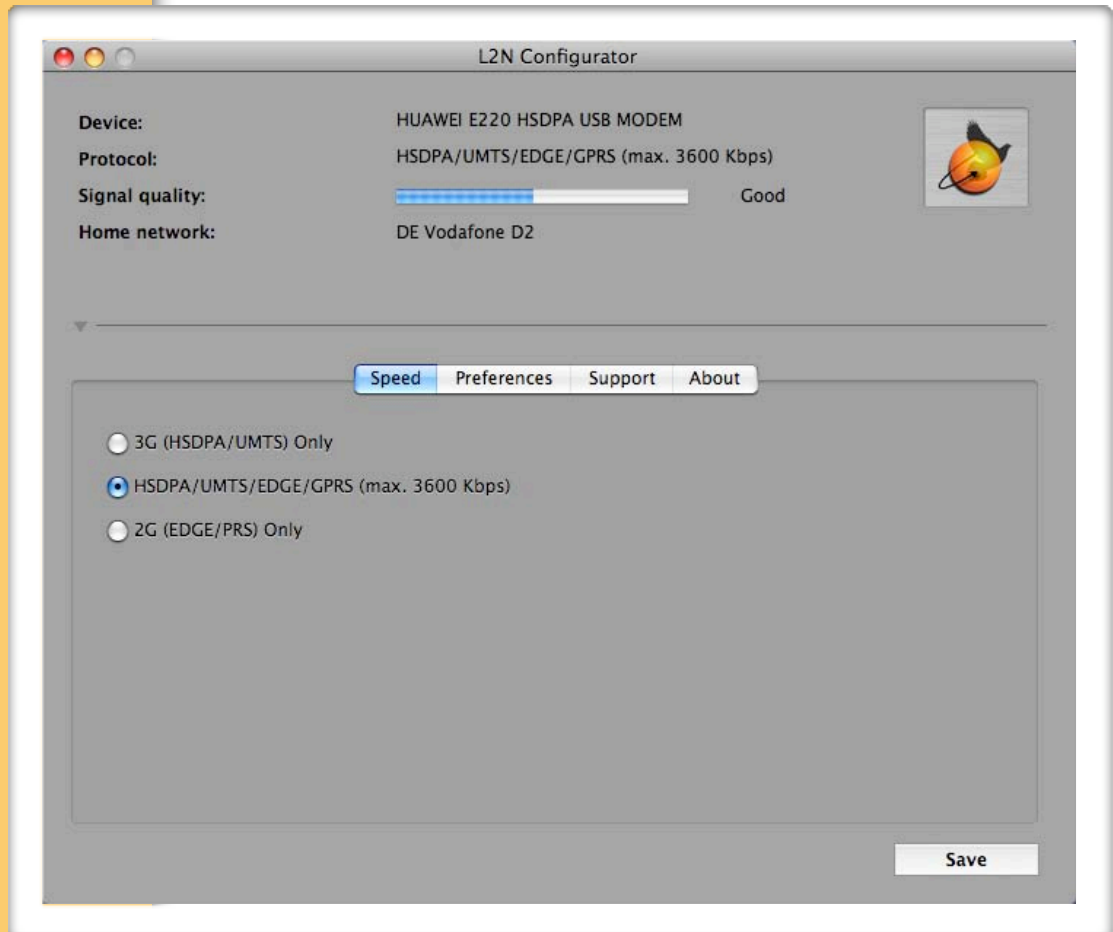 L2N Configurator
Device: HUAWEI E220 HSDPA USB MODEM
Protocol: HSDPA/UMTS/EDGE/GPRS (max. 3600 Kbps)
Signal quality: Good
Home network: DE Vodafone D2
Speed Preferences Support About
3G (HSDPA/UMTS) Only
HSDPA/UMTS/EDGE/GPRS (max. 3600 Kbps)
2G (EDGE/PRS) Only
Save